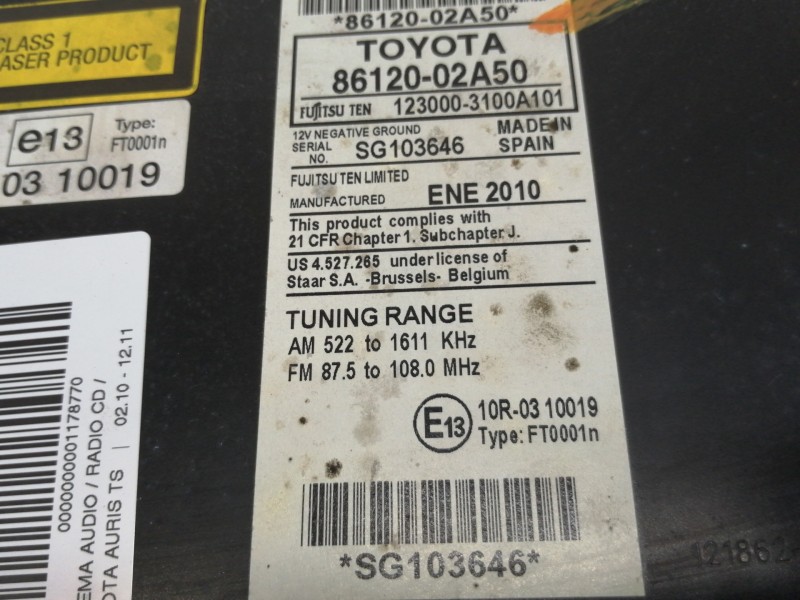 *86120-02A50*
TOYOTA
86120-02A50
FUJITSU TEN 123000-3100A101
12V NEGATIVE GROUND
SERIAL NO. SG103646
MADE IN SPAIN
FUJITSU TEN LIMITED
MANUFACTURED ENE 2010
This product complies with
21 CFR Chapter 1. Subchapter J.
US 4.527.265 under license of
Staar S.A. -Brussels- Belgium
TUNING RANGE
AM 522 to 1611 KHz
FM 87.5 to 108.0 MHz
E13 10R-03 10019
Type: FT0001n
*SG103646*
CLASS 1
LASER PRODUCT
e13 Type: FT0001n
03 10019
0000000001178770
EMA AUDIO / RADIO CD /
OTA AURIS TS | 02.10 - 12.11